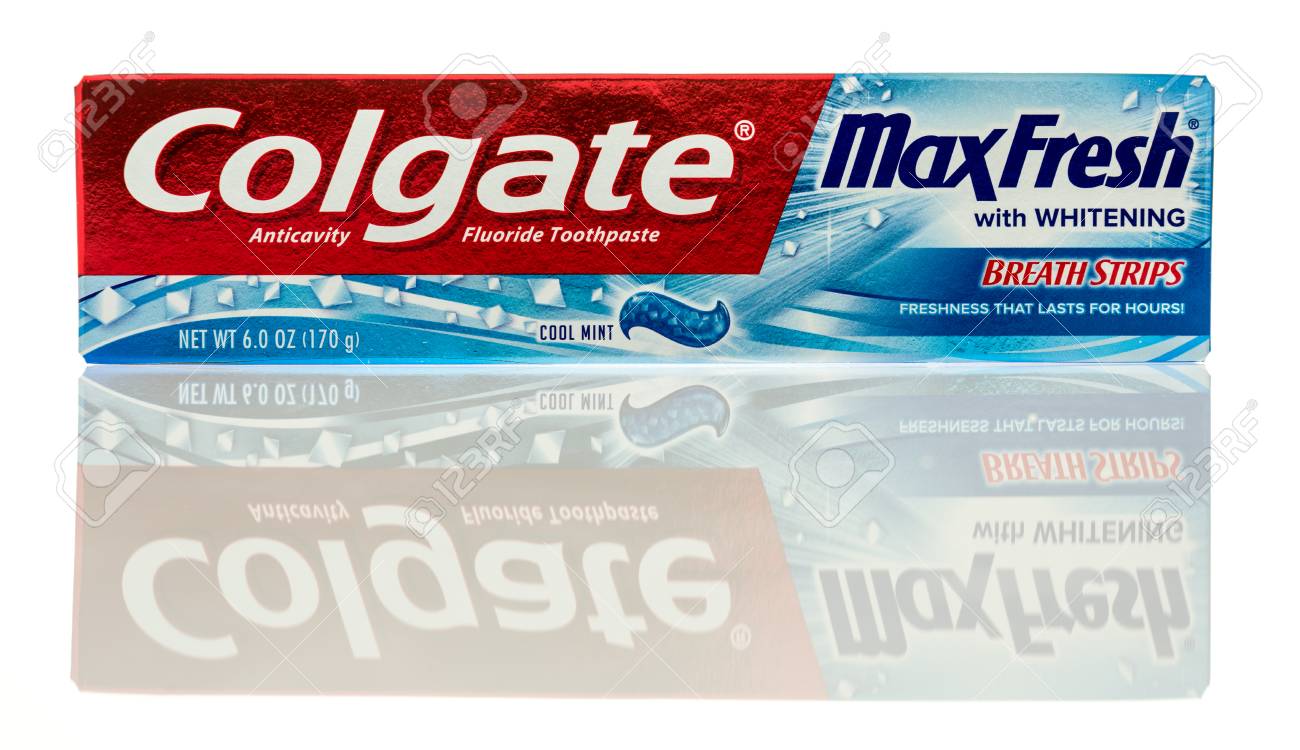 Colgate®
Anticavity Fluoride Toothpaste
MaxFresh®
with WHITENING
BREATH STRIPS
FRESHNESS THAT LASTS FOR HOURS!
COOL MINT
NET WT 6.0 OZ (170 g)
123RF